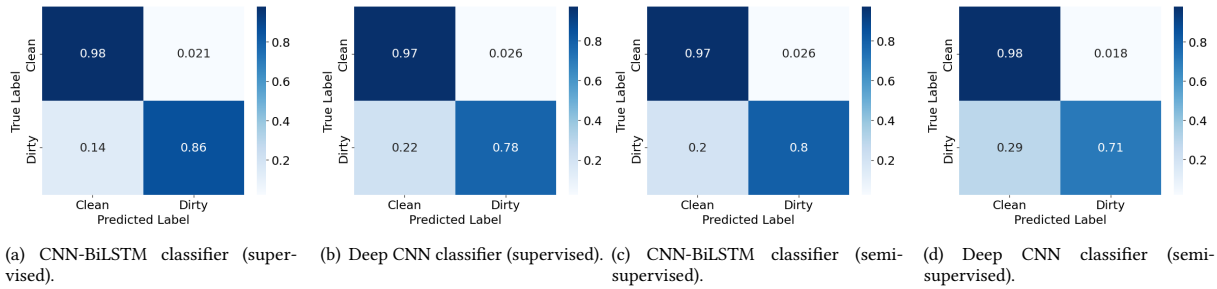 True Label
Clean
Dirty
0.98
0.021
0.14
0.86
0.8
0.6
0.4
0.2
Clean
Dirty
Predicted Label
True Label
Clean
Dirty
0.97
0.026
0.22
0.78
0.8
0.6
0.4
0.2
Clean
Dirty
Predicted Label
True Label
Clean
Dirty
0.97
0.026
0.2
0.8
0.8
0.6
0.4
0.2
Clean
Dirty
Predicted Label
True Label
Clean
Dirty
0.98
0.018
0.29
0.71
0.8
0.6
0.4
0.2
Clean
Dirty
Predicted Label
(a) CNN-BiLSTM classifier (super-
vised).
(b) Deep CNN classifier (supervised).
(c) CNN-BiLSTM classifier (semi-
supervised).
(d) Deep CNN classifier (semi-
supervised).